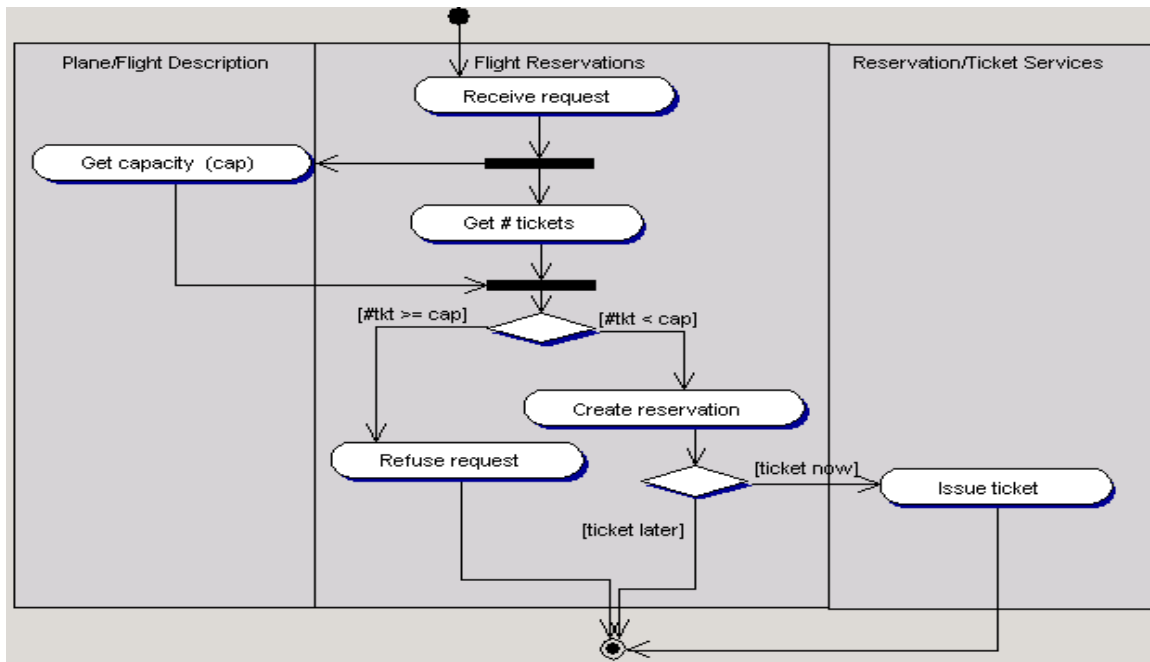 Plane/Flight Description
Flight Reservations
Reservation/Ticket Services
Receive request
Get capacity (cap)
Get # tickets
[#tkt >= cap]
[#tkt < cap]
Create reservation
Refuse request
[ticket now]
Issue ticket
[ticket later]